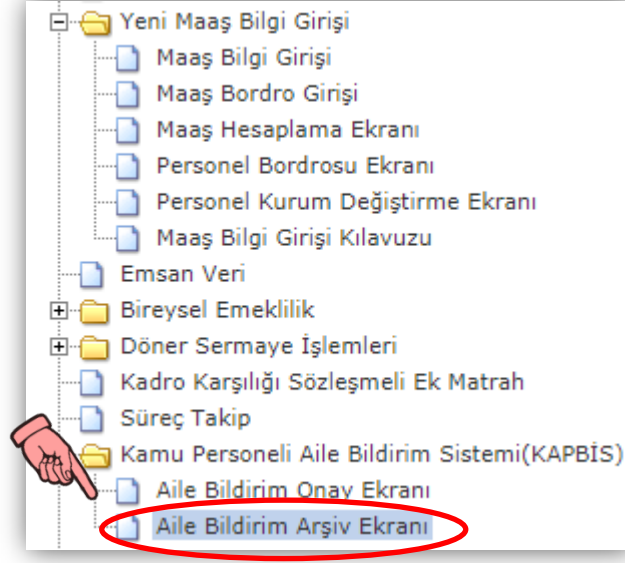 Yeni Maaş Bilgi Girişi
Maaş Bilgi Girişi
Maaş Bordro Girişi
Maaş Hesaplama Ekranı
Personel Bordrosu Ekranı
Personel Kurum Değiştirme Ekranı
Maaş Bilgi Girişi Kılavuzu
Emsan Veri
Bireysel Emeklilik
Döner Sermaye İşlemleri
Kadro Karşılığı Sözleşmeli Ek Matrah
Süreç Takip
Kamu Personeli Aile Bildirim Sistemi(KAPBİS)
Aile Bildirim Onay Ekranı
Aile Bildirim Arşiv Ekranı